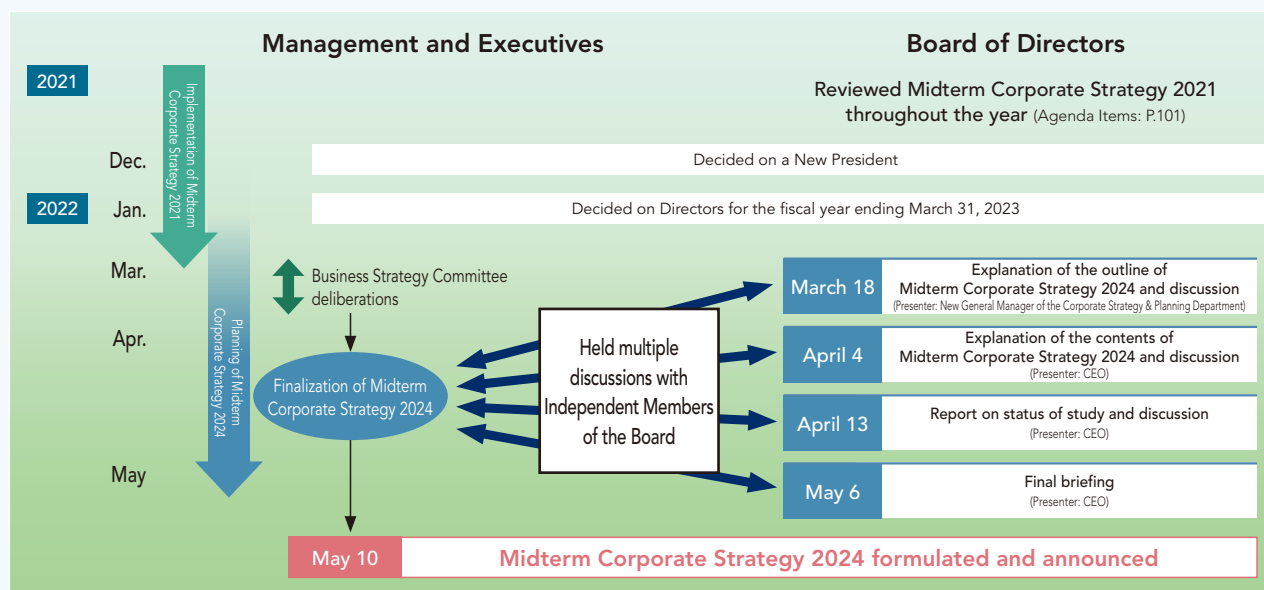 Management and Executives
Board of Directors
2021
Implementation of Midterm
Corporate Strategy 2021
Reviewed Midterm Corporate Strategy 2021
throughout the year (Agenda Items: P.101)
Dec.
Decided on a New President
2022
Jan.
Decided on Directors for the fiscal year ending March 31, 2023
Planning of Midterm
Corporate Strategy 2024
Mar.
Business Strategy Committee
deliberations
Apr.
Finalization of Midterm
Corporate Strategy 2024
Held multiple
discussions with
Independent Members
of the Board
March 18
Explanation of the outline of
Midterm Corporate Strategy 2024 and discussion
(Presenter: New General Manager of the Corporate Strategy & Planning Department)
April 4
Explanation of the contents of
Midterm Corporate Strategy 2024 and discussion
(Presenter: CEO)
April 13
Report on status of study and discussion
(Presenter: CEO)
May
May 6
Final briefing
(Presenter: CEO)
May 10
Midterm Corporate Strategy 2024 formulated and announced